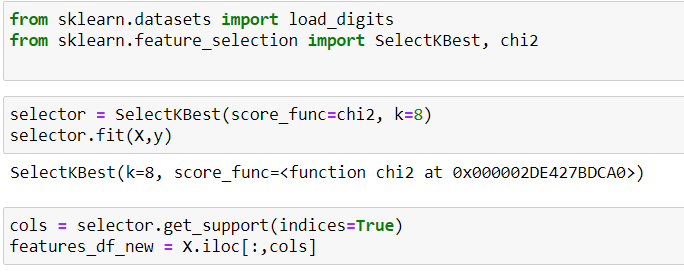 from sklearn.datasets import load_digits
from sklearn.feature_selection import SelectKBest, chi2
selector = SelectKBest(score_func=chi2, k=8)
selector.fit(X,y)
SelectKBest(k=8, score_func=<function chi2 at 0x000002DE427BDCA0>)
cols = selector.get_support(indices=True)
features_df_new = X.iloc[:,cols]